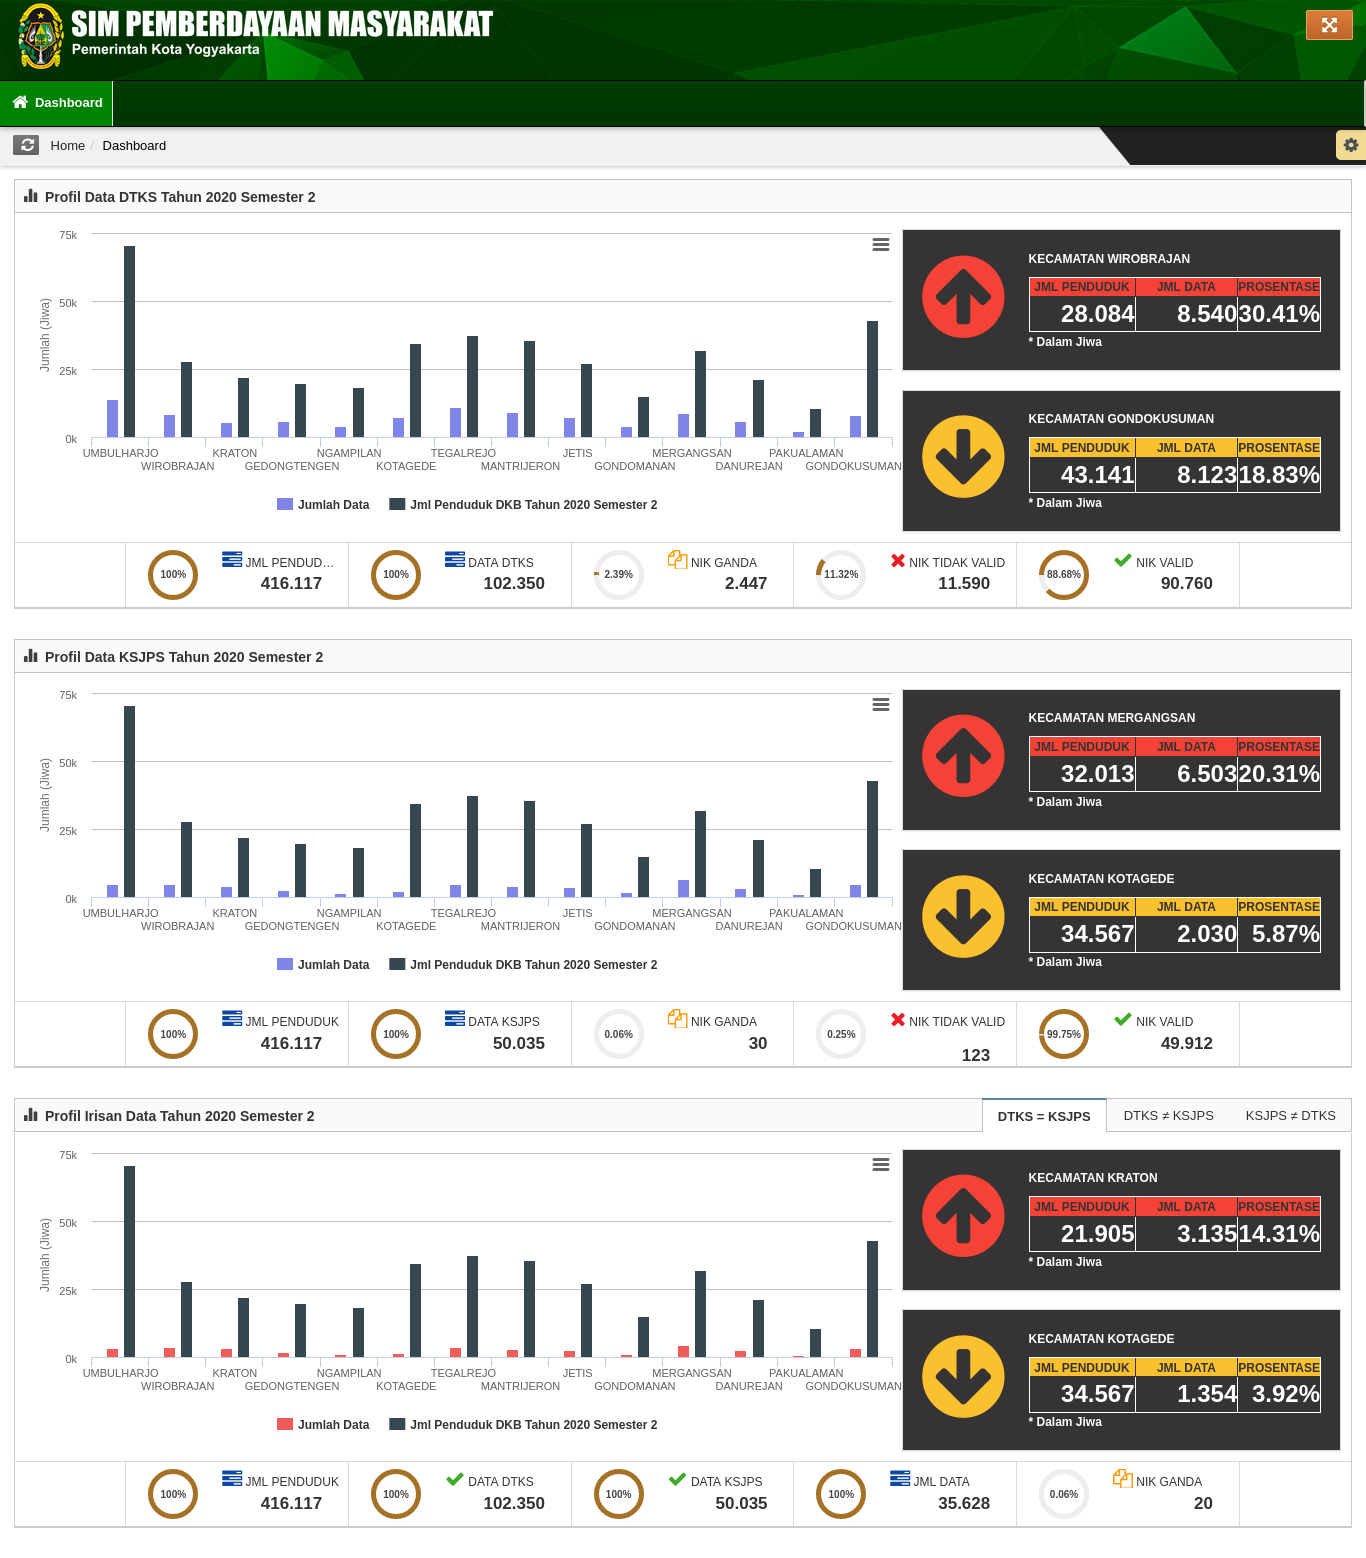 SIM PEMBERDAYAAN MASYARAKAT
Pemerintah Kota Yogyakarta
Dashboard
Home / Dashboard
Profil Data DTKS Tahun 2020 Semester 2
75k
50k
25k
0k
Jumlah (Jiwa)
UMBULHARJO KRATON NGAMPILAN TEGALREJO JETIS MERGANGSAN PAKUALAMAN
WIROBRAJAN GEDONGTENGEN KOTAGEDE MANTRIJERON GONDOMANAN DANUREJAN GONDOKUSUMAN
Jumlah Data Jml Penduduk DKB Tahun 2020 Semester 2
KECAMATAN WIROBRAJAN
JML PENDUDUK JML DATA PROSENTASE
28.084 8.540 30.41%
* Dalam Jiwa
KECAMATAN GONDOKUSUMAN
JML PENDUDUK JML DATA PROSENTASE
43.141 8.123 18.83%
* Dalam Jiwa
100% JML PENDUD... 100% DATA DTKS 2.39% NIK GANDA 11.32% NIK TIDAK VALID 88.68% NIK VALID
416.117 102.350 2.447 11.590 90.760
Profil Data KSJPS Tahun 2020 Semester 2
75k
50k
25k
0k
Jumlah (Jiwa)
UMBULHARJO KRATON NGAMPILAN TEGALREJO JETIS MERGANGSAN PAKUALAMAN
WIROBRAJAN GEDONGTENGEN KOTAGEDE MANTRIJERON GONDOMANAN DANUREJAN GONDOKUSUMAN
Jumlah Data Jml Penduduk DKB Tahun 2020 Semester 2
KECAMATAN MERGANGSAN
JML PENDUDUK JML DATA PROSENTASE
32.013 6.503 20.31%
* Dalam Jiwa
KECAMATAN KOTAGEDE
JML PENDUDUK JML DATA PROSENTASE
34.567 2.030 5.87%
* Dalam Jiwa
100% JML PENDUDUK 100% DATA KSJPS 0.06% NIK GANDA 0.25% NIK TIDAK VALID 99.75% NIK VALID
416.117 50.035 30 123 49.912
Profil Irisan Data Tahun 2020 Semester 2 DTKS = KSJPS DTKS ≠ KSJPS KSJPS ≠ DTKS
75k
50k
25k
0k
Jumlah (Jiwa)
UMBULHARJO KRATON NGAMPILAN TEGALREJO JETIS MERGANGSAN PAKUALAMAN
WIROBRAJAN GEDONGTENGEN KOTAGEDE MANTRIJERON GONDOMANAN DANUREJAN GONDOKUSUMAN
Jumlah Data Jml Penduduk DKB Tahun 2020 Semester 2
KECAMATAN KRATON
JML PENDUDUK JML DATA PROSENTASE
21.905 3.135 14.31%
* Dalam Jiwa
KECAMATAN KOTAGEDE
JML PENDUDUK JML DATA PROSENTASE
34.567 1.354 3.92%
* Dalam Jiwa
100% JML PENDUDUK 100% DATA DTKS 100% DATA KSJPS 100% JML DATA 0.06% NIK GANDA
416.117 102.350 50.035 35.628 20